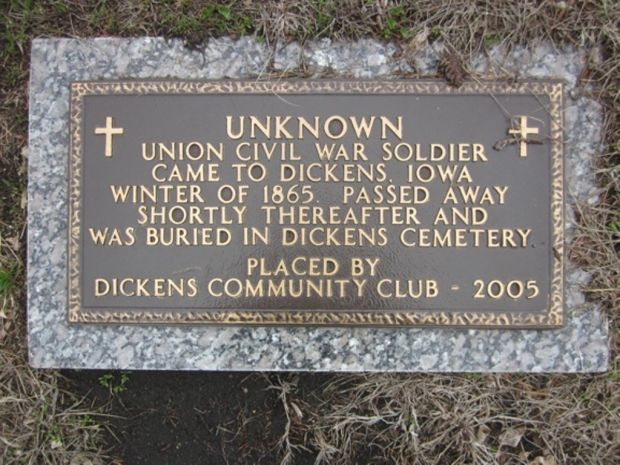 UNKNOWN
UNION CIVIL WAR SOLDIER
CAME TO DICKENS, IOWA
WINTER OF 1865. PASSED AWAY
SHORTLY THEREAFTER AND
WAS BURIED IN DICKENS CEMETERY.
PLACED BY
DICKENS COMMUNITY CLUB - 2005